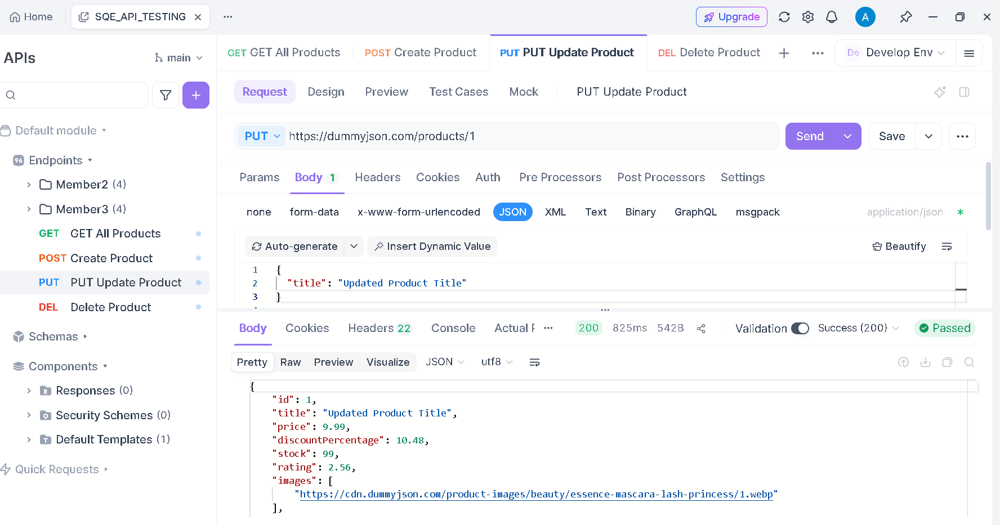 Home
SQE_API_TESTING
Upgrade
A
APIs
main
Default module
Endpoints
Member2 (4)
Member3 (4)
GET GET All Products
POST Create Product
PUT PUT Update Product
DEL Delete Product
Schemas
Components
Responses (0)
Security Schemes (0)
Default Templates (1)
Quick Requests
GET GET All Products
POST Create Product
PUT PUT Update Product
DEL Delete Product
De Develop Env
Request Design Preview Test Cases Mock PUT Update Product
PUT https://dummyjson.com/products/1 Send Save
Params Body 1 Headers Cookies Auth Pre Processors Post Processors Settings
none form-data x-www-form-urlencoded JSON XML Text Binary GraphQL msgpack application/json *
Auto-generate Insert Dynamic Value Beautify
1 {
2 "title": "Updated Product Title"
3 }
Body Cookies Headers 22 Console Actual 200 825ms 542B Validation Success (200) Passed
Pretty Raw Preview Visualize JSON utf8
{
"id": 1,
"title": "Updated Product Title",
"price": 9.99,
"discountPercentage": 10.48,
"stock": 99,
"rating": 2.56,
"images": [
"https://cdn.dummyjson.com/product-images/beauty/essence-mascara-lash-princess/1.webp"
],